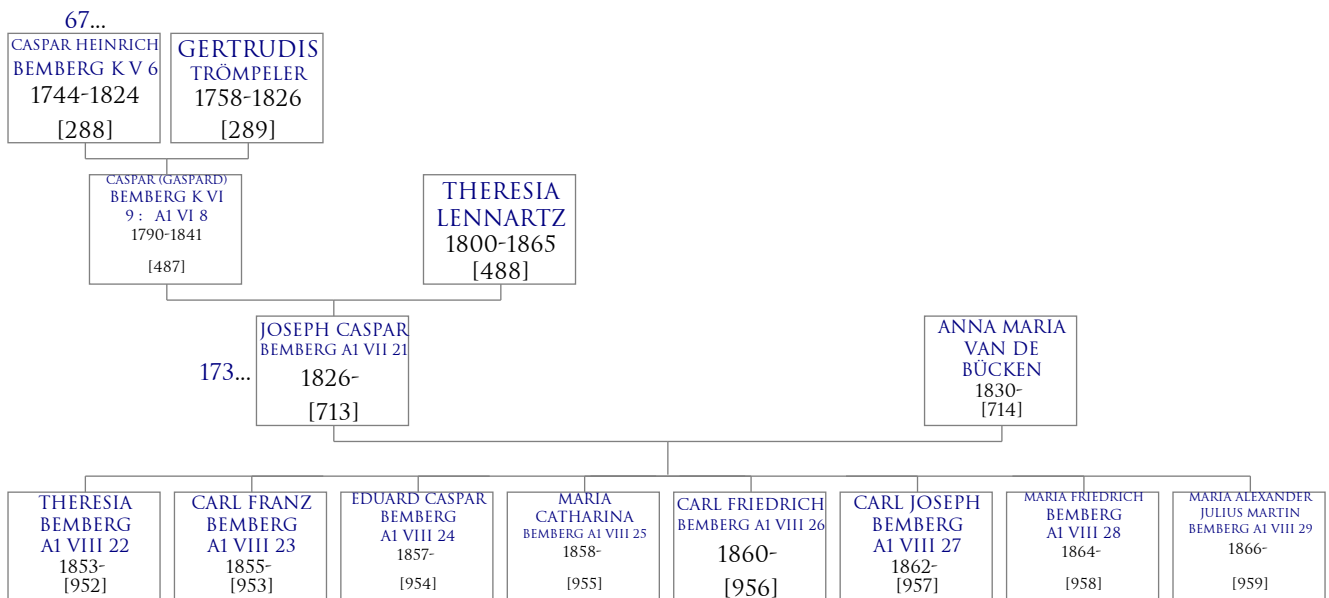 67...
CASPAR HEINRICH
BEMBERG K V 6
1744-1824
[288]
GERTRUDIS
TRÖMPELER
1758-1826
[289]
CASPAR (GASPARD)
BEMBERG K VI
9 : A1 VI 8
1790-1841
[487]
THERESIA
LENNARTZ
1800-1865
[488]
173...
JOSEPH CASPAR
BEMBERG A1 VII 21
1826-
[713]
ANNA MARIA
VAN DE
BÜCKEN
1830-
[714]
THERESIA
BEMBERG
A1 VIII 22
1853-
[952]
CARL FRANZ
BEMBERG
A1 VIII 23
1855-
[953]
EDUARD CASPAR
BEMBERG
A1 VIII 24
1857-
[954]
MARIA
CATHARINA
BEMBERG A1 VIII 25
1858-
[955]
CARL FRIEDRICH
BEMBERG A1 VIII 26
1860-
[956]
CARL JOSEPH
BEMBERG
A1 VIII 27
1862-
[957]
MARIA FRIEDRICH
BEMBERG
A1 VIII 28
1864-
[958]
MARIA ALEXANDER
JULIUS MARTIN
BEMBERG A1 VIII 29
1866-
[959]